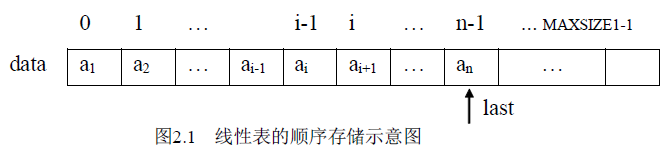 0 1 … i-1 i … n-1 … MAXSIZE1-1
data a1 a2 … ai-1 ai ai+1 … an …
last
图2.1 线性表的顺序存储示意图